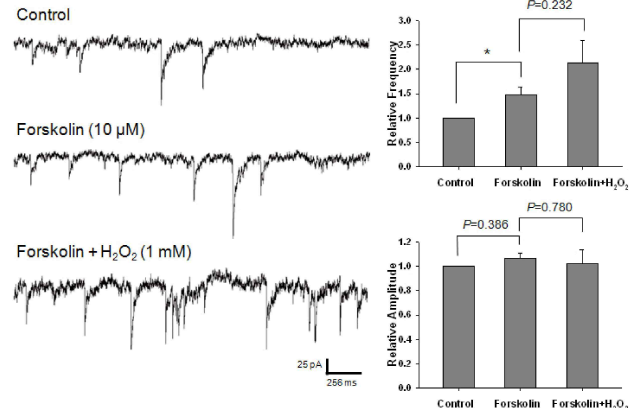 Control
Forskolin (10 µM)
Forskolin + H₂O₂ (1 mM)
25 pA
256 ms
P=0.232
*
Relative Frequency
3.0
2.5
2.0
1.5
1.0
0.5
0.0
Control Forskolin Forskolin+H₂O₂
P=0.780
P=0.386
Relative Amplitude
1.2
1.0
0.8
0.6
0.4
0.2
0.0
Control Forskolin Forskolin+H₂O₂